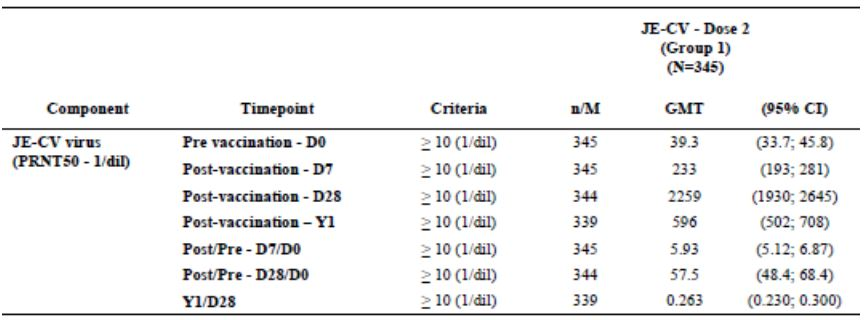 JE-CV - Dose 2
(Group 1)
(N=345)
Component Timepoint Criteria n/M GMT (95% CI)
JE-CV virus Pre vaccination - D0 ≥ 10 (1/dil) 345 39.3 (33.7; 45.8)
(PRNT50 - 1/dil) Post-vaccination - D7 ≥ 10 (1/dil) 345 233 (193; 281)
Post-vaccination - D28 ≥ 10 (1/dil) 344 2259 (1930; 2645)
Post-vaccination – Y1 ≥ 10 (1/dil) 339 596 (502; 708)
Post/Pre - D7/D0 ≥ 10 (1/dil) 345 5.93 (5.12; 6.87)
Post/Pre - D28/D0 ≥ 10 (1/dil) 344 57.5 (48.4; 68.4)
Y1/D28 ≥ 10 (1/dil) 339 0.263 (0.230; 0.300)